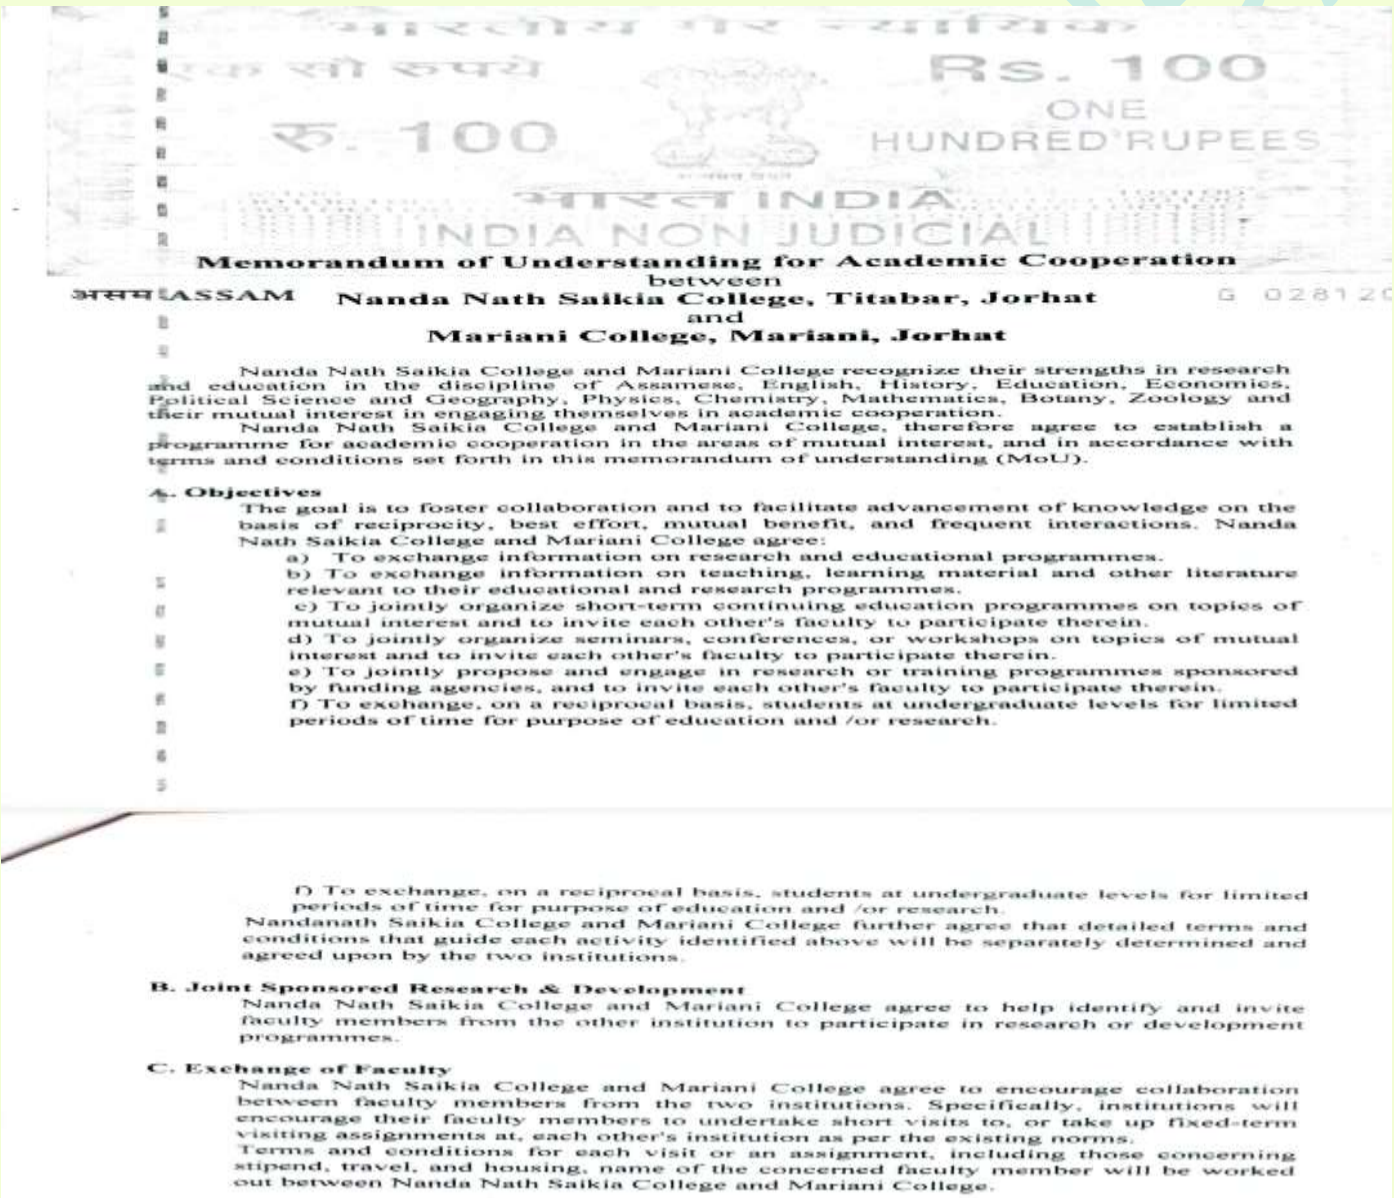 भारतीय गैर न्यायिक
एक सौ रुपये
Rs. 100
रु. 100
ONE
HUNDRED RUPEES
भारत INDIA
INDIA NON JUDICIAL
Memorandum of Understanding for Academic Cooperation
between
असम ASSAM
Nanda Nath Saikia College, Titabar, Jorhat
G 028120
and
Mariani College, Mariani, Jorhat
Nanda Nath Saikia College and Mariani College recognize their strengths in research
and education in the discipline of Assamese, English, History, Education, Economics,
Political Science and Geography, Physics, Chemistry, Mathematics, Botany, Zoology and
their mutual interest in engaging themselves in academic cooperation.
Nanda Nath Saikia College and Mariani College, therefore agree to establish a
programme for academic cooperation in the areas of mutual interest, and in accordance with
terms and conditions set forth in this memorandum of understanding (MoU).
A. Objectives
The goal is to foster collaboration and to facilitate advancement of knowledge on the
basis of reciprocity, best effort, mutual benefit, and frequent interactions. Nanda
Nath Saikia College and Mariani College agree:
a) To exchange information on research and educational programmes.
b) To exchange information on teaching, learning material and other literature
relevant to their educational and research programmes.
c) To jointly organize short-term continuing education programmes on topics of
mutual interest and to invite each other's faculty to participate therein.
d) To jointly organize seminars, conferences, or workshops on topics of mutual
interest and to invite each other's faculty to participate therein.
e) To jointly propose and engage in research or training programmes sponsored
by funding agencies, and to invite each other's faculty to participate therein.
f) To exchange, on a reciprocal basis, students at undergraduate levels for limited
periods of time for purpose of education and /or research.
f) To exchange, on a reciprocal basis, students at undergraduate levels for limited
periods of time for purpose of education and /or research.
Nandanath Saikia College and Mariani College further agree that detailed terms and
conditions that guide each activity identified above will be separately determined and
agreed upon by the two institutions.
B. Joint Sponsored Research & Development
Nanda Nath Saikia College and Mariani College agree to help identify and invite
faculty members from the other institution to participate in research or development
programmes.
C. Exchange of Faculty
Nanda Nath Saikia College and Mariani College agree to encourage collaboration
between faculty members from the two institutions. Specifically, institutions will
encourage their faculty members to undertake short visits to, or take up fixed-term
visiting assignments at, each other's institution as per the existing norms.
Terms and conditions for each visit or an assignment, including those concerning
stipend, travel, and housing, name of the concerned faculty member will be worked
out between Nanda Nath Saikia College and Mariani College.